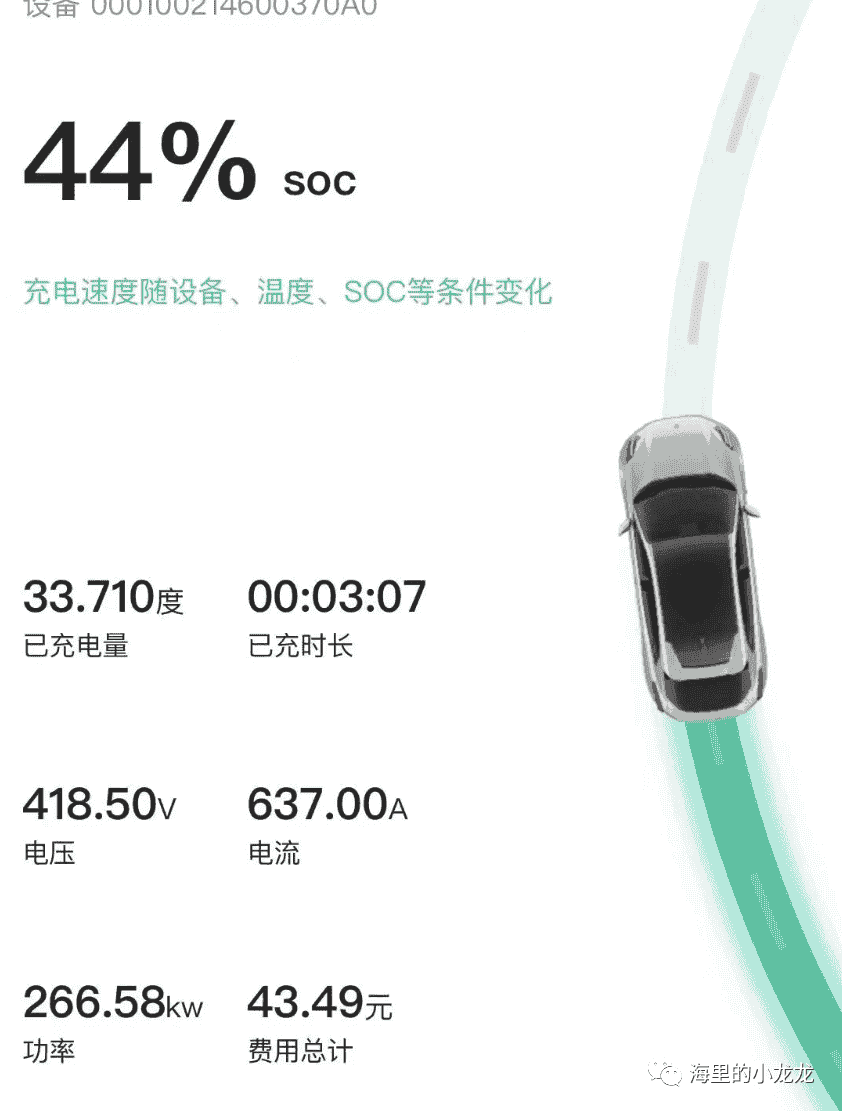 设备 000100214600370A0
44% soc
充电速度随设备、温度、SOC等条件变化
33.710度 00:03:07
已充电量 已充时长
418.50V 637.00A
电压 电流
266.58kw 43.49元
功率 费用总计
海里的小龙龙